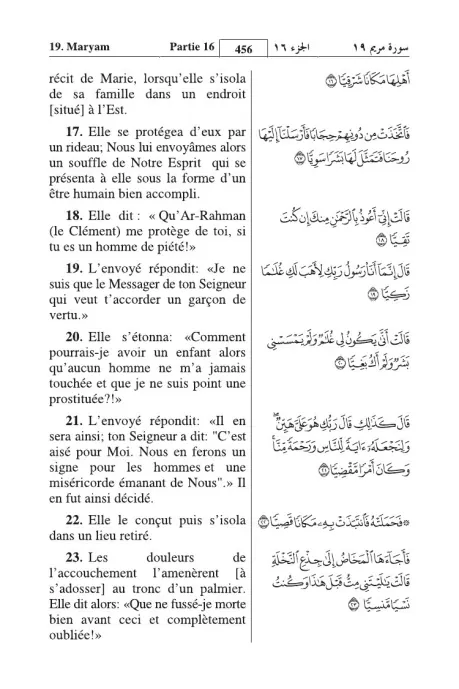 19. Maryam Partie 16 456 الجزء ١٦ سورة مريم ١٩
récit de Marie, lorsqu'elle s'isola
de sa famille dans un endroit
[situé] à l'Est.
أَهْلِهَا مَكَانًا شَرْقِيًّا ١٦
17. Elle se protégea d'eux par
un rideau; Nous lui envoyâmes alors
un souffle de Notre Esprit qui se
présenta à elle sous la forme d'un
être humain bien accompli.
فَٱتَّخَذَتْ مِن دُونِهِمْ حِجَابًا فَأَرْسَلْنَآ إِلَيْهَا
رُوحَنَا فَتَمَثَّلَ لَهَا بَشَرًا سَوِيًّا ١٧
18. Elle dit : « Qu'Ar-Rahman
(le Clément) me protège de toi, si
tu es un homme de piété!»
قَالَتْ إِنِّىٓ أَعُوذُ بِٱلرَّحْمَٰنِ مِنكَ إِن كُنتَ
تَقِيًّا ١٨
19. L'envoyé répondit: «Je ne
suis que le Messager de ton Seigneur
qui veut t'accorder un garçon de
vertu.»
قَالَ إِنَّمَآ أَنَا۠ رَسُولُ رَبِّكِ لِأَهَبَ لَكِ غُلَٰمًا
زَكِيًّا ١٩
20. Elle s'étonna: «Comment
pourrais-je avoir un enfant alors
qu'aucun homme ne m'a jamais
touchée et que je ne suis point une
prostituée?!»
قَالَتْ أَنَّىٰ يَكُونُ لِى غُلَٰمٌ وَلَمْ يَمْسَسْنِى
بَشَرٌ وَلَمْ أَكُ بَغِيًّا ٢٠
21. L'envoyé répondit: «Il en
sera ainsi; ton Seigneur a dit: "C'est
aisé pour Moi. Nous en ferons un
signe pour les hommes et une
miséricorde émanant de Nous".» Il
en fut ainsi décidé.
قَالَ كَذَٰلِكِ قَالَ رَبُّكِ هُوَ عَلَىَّ هَيِّنٌ ۖ
وَلِنَجْعَلَهُۥٓ ءَايَةً لِّلنَّاسِ وَرَحْمَةً مِّنَّا ۚ
وَكَانَ أَمْرًا مَّقْضِيًّا ٢١
22. Elle le conçut puis s'isola
dans un lieu retiré.
۞ فَحَمَلَتْهُ فَٱنتَبَذَتْ بِهِۦ مَكَانًا قَصِيًّا ٢٢
23. Les douleurs de
l'accouchement l'amenèrent [à
s'adosser] au tronc d'un palmier.
Elle dit alors: «Que ne fussé-je morte
bien avant ceci et complètement
oubliée!»
فَأَجَآءَهَا ٱلْمَخَاضُ إِلَىٰ جِذْعِ ٱلنَّخْلَةِ
قَالَتْ يَٰلَيْتَنِى مِتُّ قَبْلَ هَٰذَا وَكُنتُ
نَسْيًا مَّنسِيًّا ٢٣